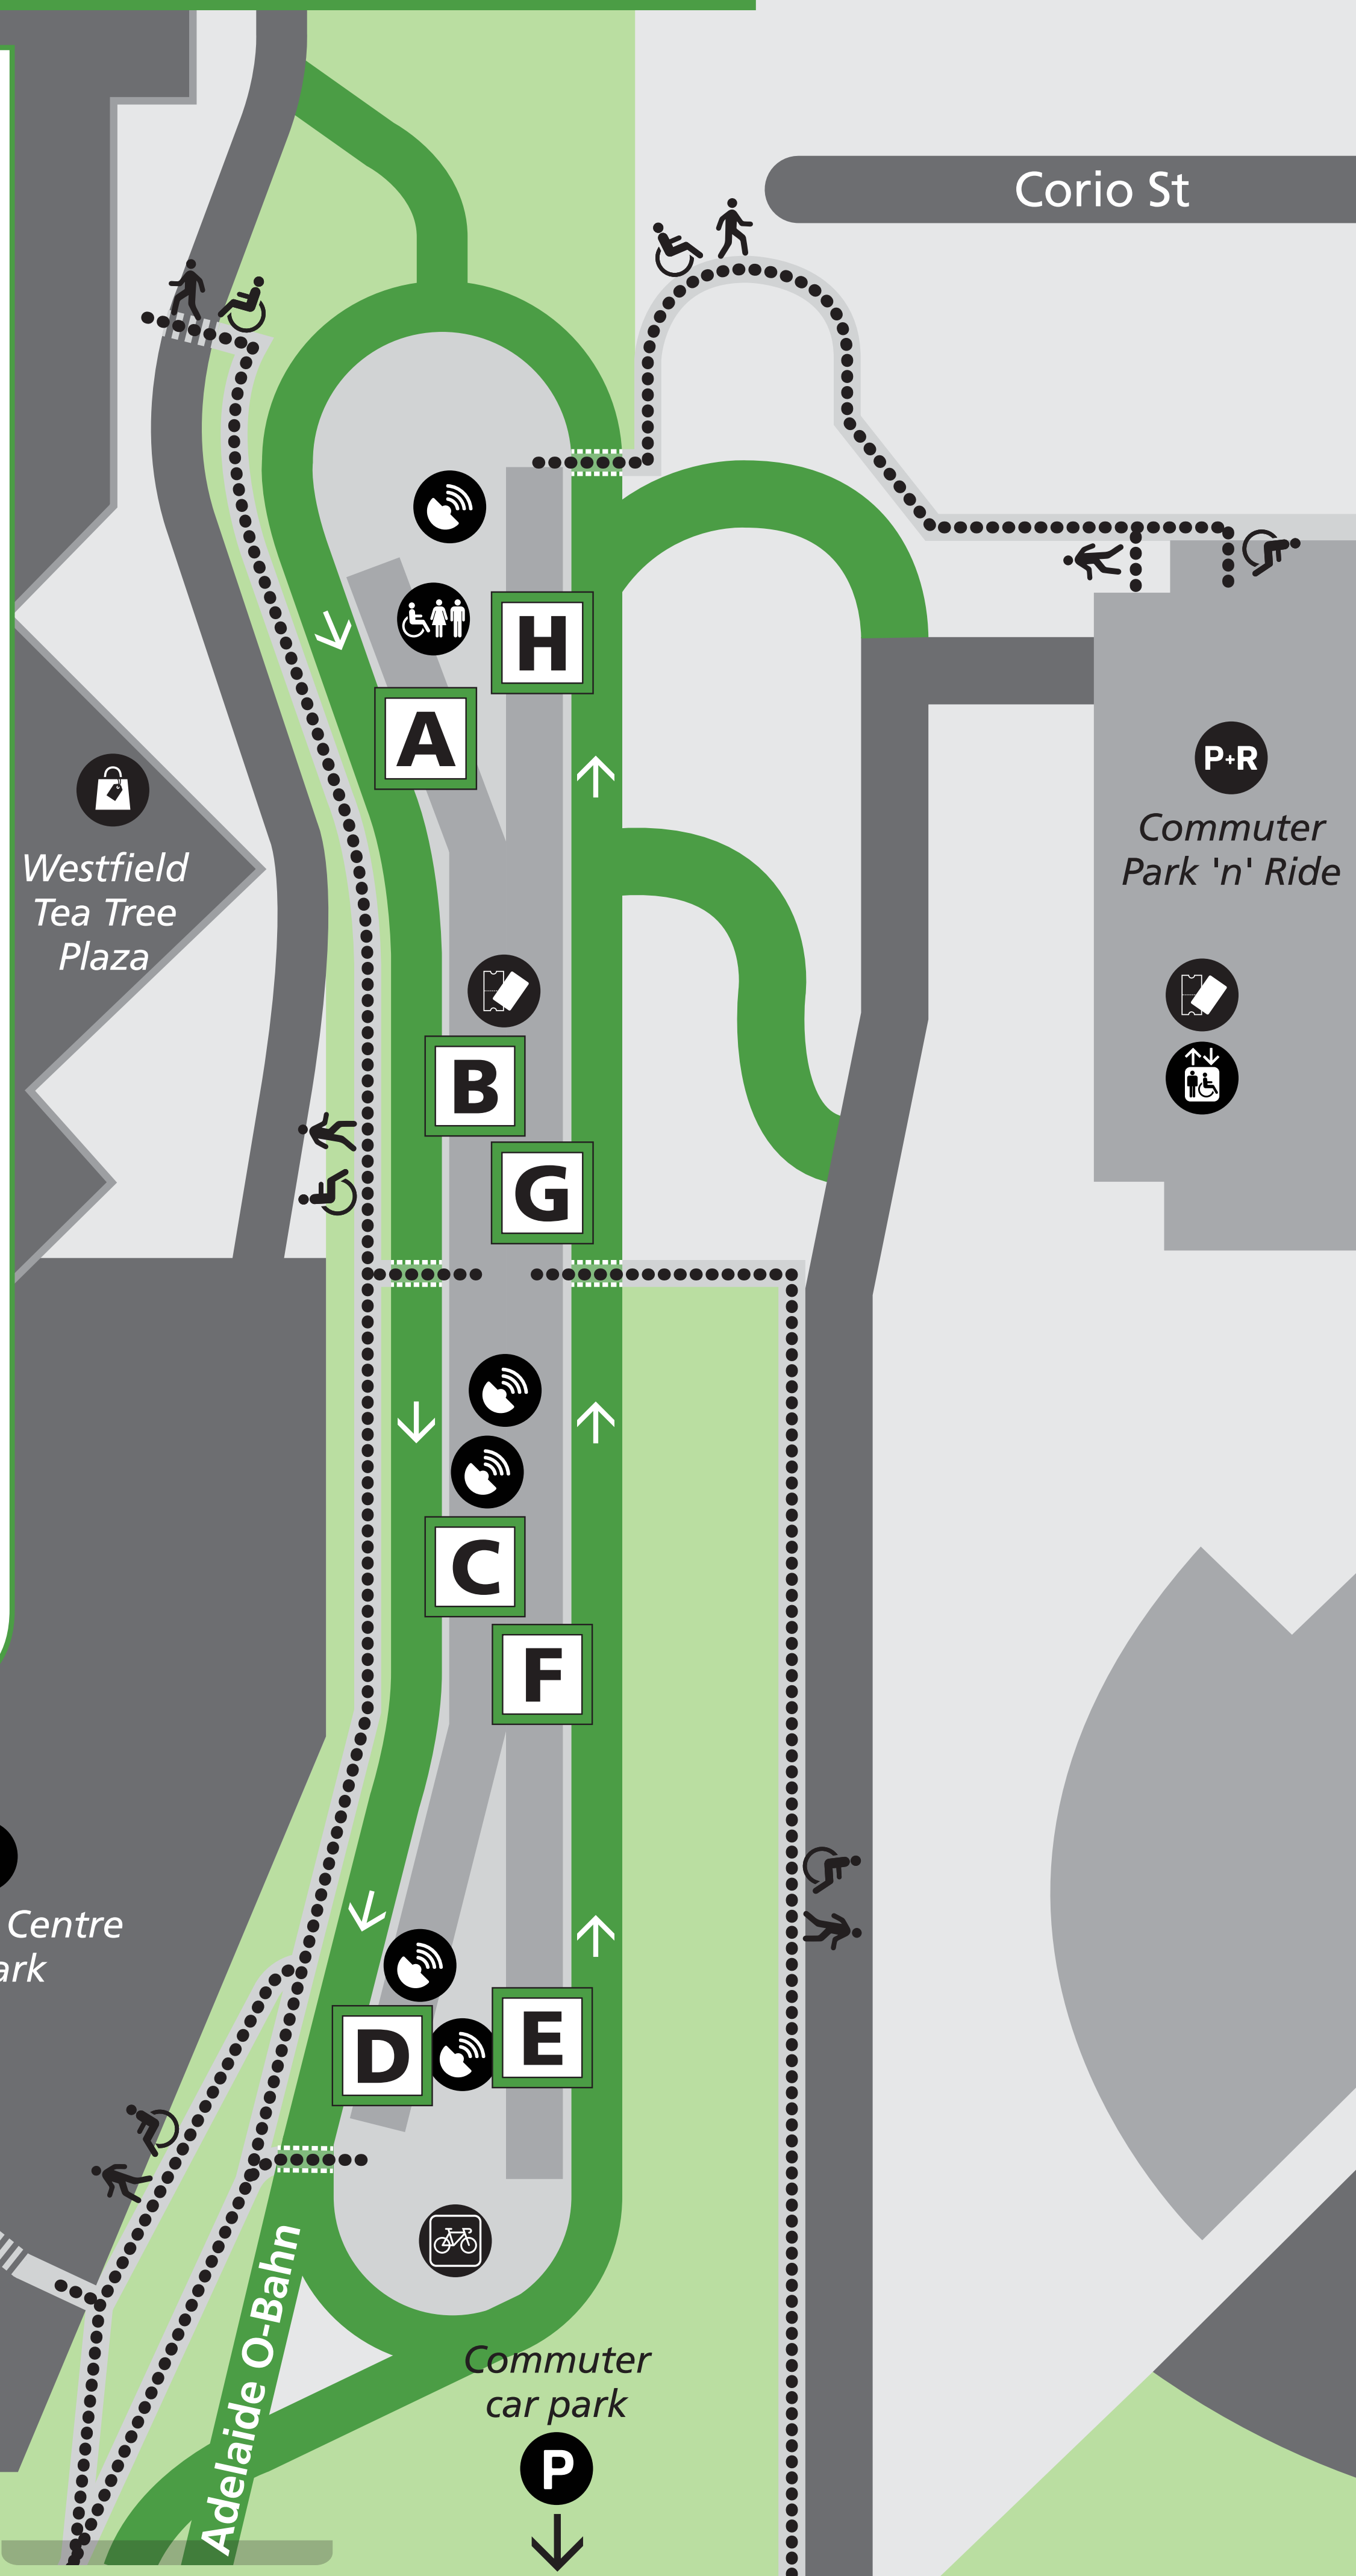 Corio St
H
A
P+R
Commuter
Park 'n' Ride
Westfield
Tea Tree
Plaza
B
G
C
F
Centre
ark
D
E
Adelaide O-Bahn
Commuter
car park
P